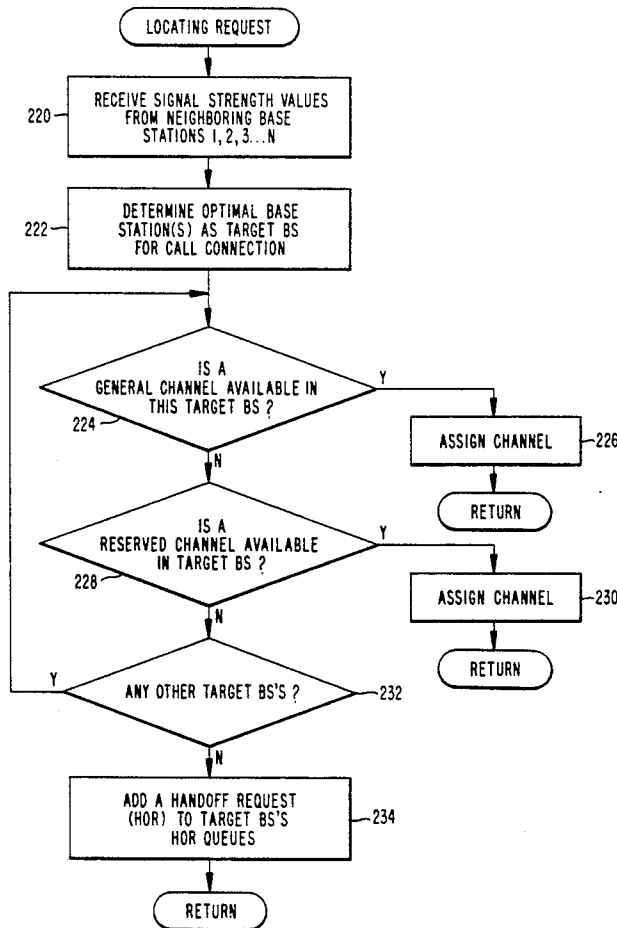 LOCATING REQUEST
220
RECEIVE SIGNAL STRENGTH VALUES
FROM NEIGHBORING BASE
STATIONS 1, 2, 3...N
222
DETERMINE OPTIMAL BASE
STATION(S) AS TARGET BS
FOR CALL CONNECTION
IS A
GENERAL CHANNEL AVAILABLE IN
THIS TARGET BS ?
224
Y
N
ASSIGN CHANNEL
226
RETURN
IS A
RESERVED CHANNEL AVAILABLE
IN TARGET BS ?
228
Y
N
ASSIGN CHANNEL
230
RETURN
Y
ANY OTHER TARGET BS'S ?
232
N
ADD A HANDOFF REQUEST
(HOR) TO TARGET BS'S
HOR QUEUES
234
RETURN